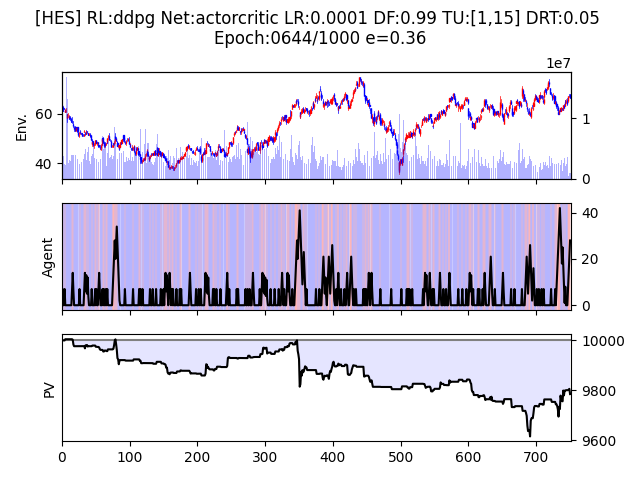 [HES] RL:ddpg Net:actorcritic LR:0.0001 DF:0.99 TU:[1,15] DRT:0.05
Epoch:0644/1000 e=0.36
1e7
Env.
60
40
1
0
Agent
40
20
0
PV
10000
9800
9600
0 100 200 300 400 500 600 700